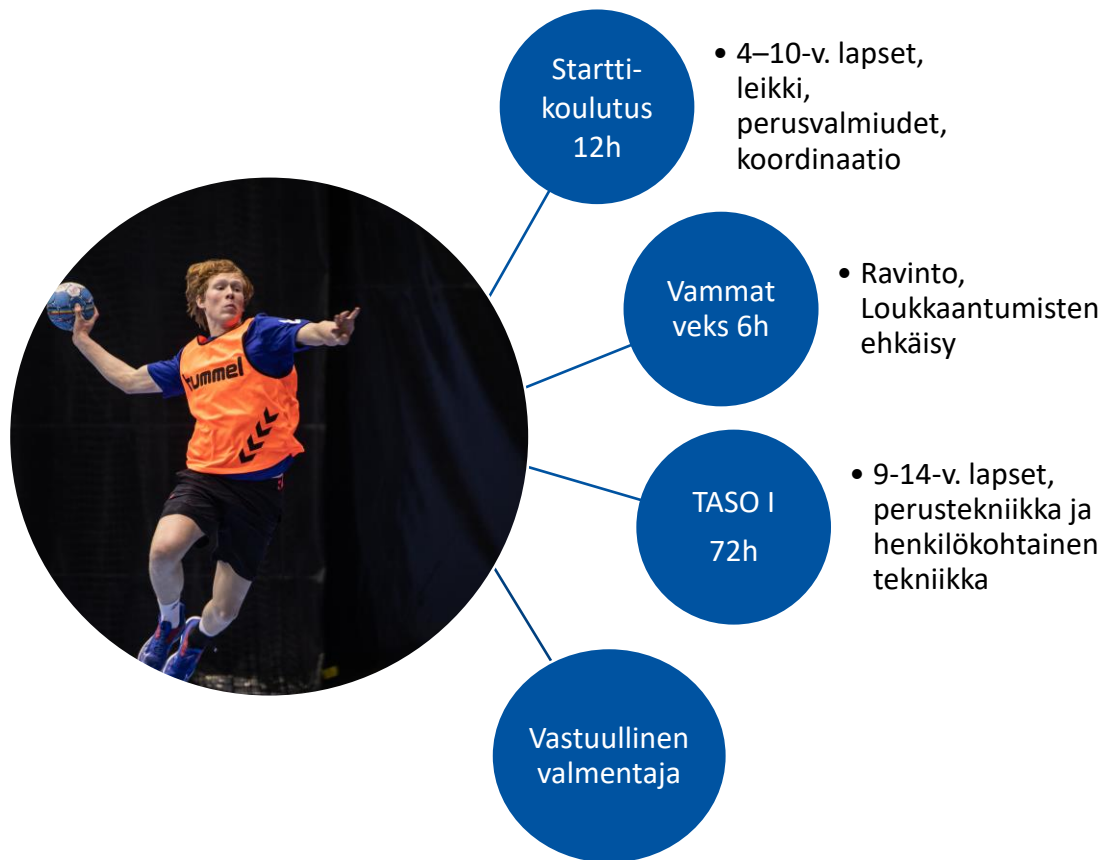 Startti-
koulutus
12h
• 4–10-v. lapset,
leikki,
perusvalmiudet,
koordinaatio
Vammat
veks 6h
• Ravinto,
Loukkaantumisten
ehkäisy
hummel
TASO I
72h
• 9-14-v. lapset,
perustekniikka ja
henkilökohtainen
tekniikka
Vastuullinen
valmentaja